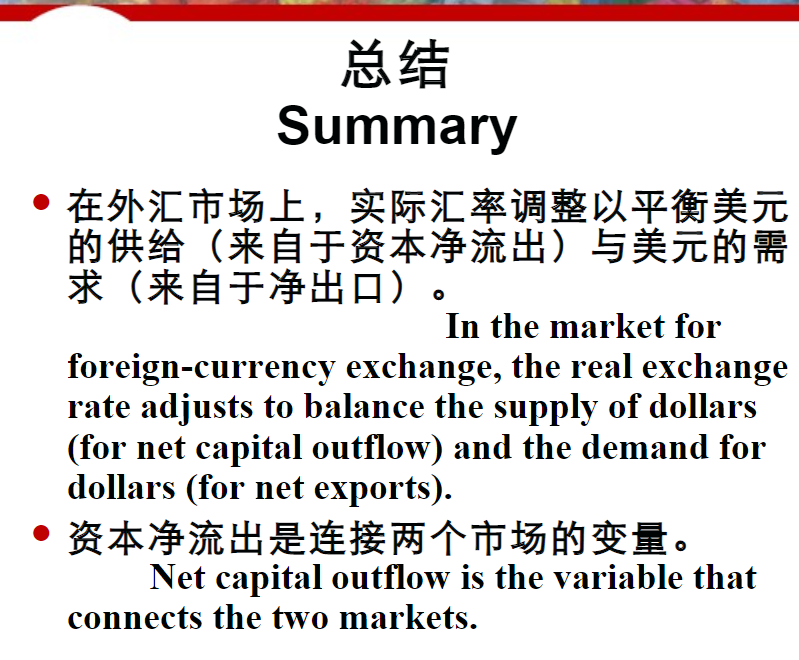 总结
Summary
在外汇市场上，实际汇率调整以平衡美元
的供给（来自于资本净流出）与美元的需
求（来自于净出口）。
In the market for
foreign-currency exchange, the real exchange
rate adjusts to balance the supply of dollars
(for net capital outflow) and the demand for
dollars (for net exports).
资本净流出是连接两个市场的变量。
Net capital outflow is the variable that
connects the two markets.